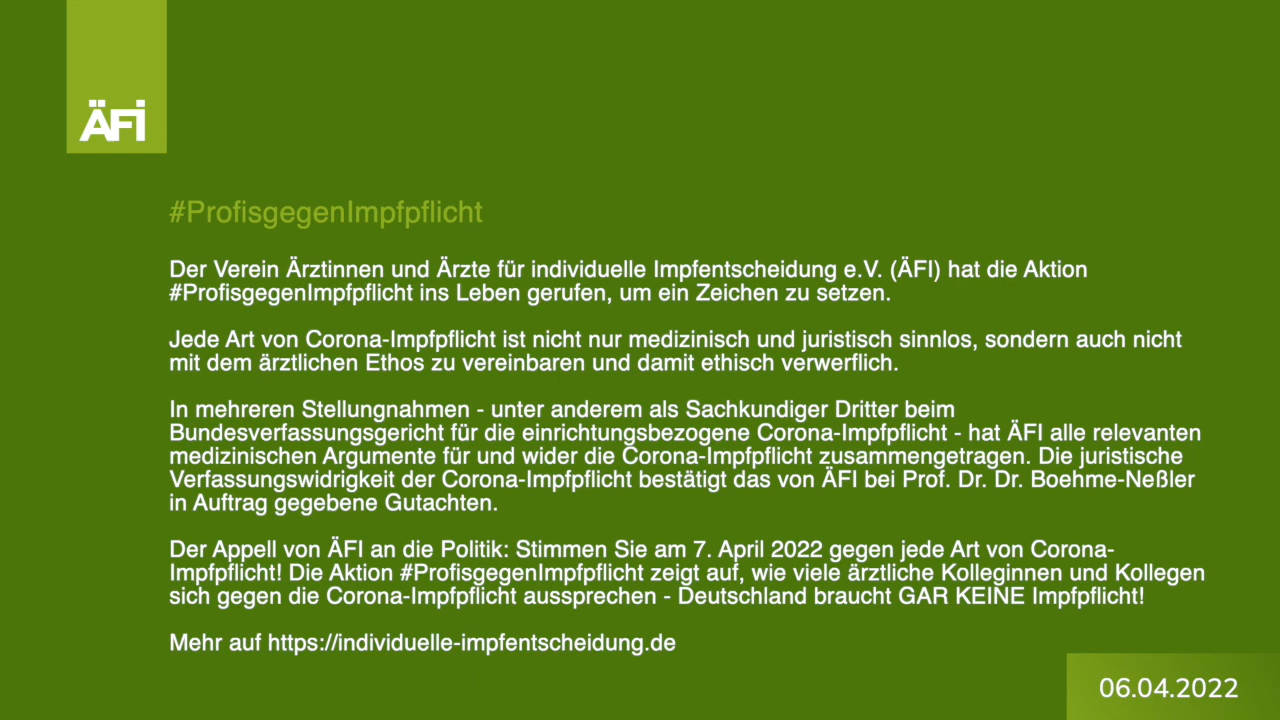 ÄFI
#ProfisgegenImpfpflicht
Der Verein Ärztinnen und Ärzte für individuelle Impfentscheidung e.V. (ÄFI) hat die Aktion
#ProfisgegenImpfpflicht ins Leben gerufen, um ein Zeichen zu setzen.
Jede Art von Corona-Impfpflicht ist nicht nur medizinisch und juristisch sinnlos, sondern auch nicht
mit dem ärztlichen Ethos zu vereinbaren und damit ethisch verwerflich.
In mehreren Stellungnahmen - unter anderem als Sachkundiger Dritter beim
Bundesverfassungsgericht für die einrichtungsbezogene Corona-Impfpflicht - hat ÄFI alle relevanten
medizinischen Argumente für und wider die Corona-Impfpflicht zusammengetragen. Die juristische
Verfassungswidrigkeit der Corona-Impfpflicht bestätigt das von ÄFI bei Prof. Dr. Dr. Boehme-Neßler
in Auftrag gegebene Gutachten.
Der Appell von ÄFI an die Politik: Stimmen Sie am 7. April 2022 gegen jede Art von Corona-
Impfpflicht! Die Aktion #ProfisgegenImpfpflicht zeigt auf, wie viele ärztliche Kolleginnen und Kollegen
sich gegen die Corona-Impfpflicht aussprechen - Deutschland braucht GAR KEINE Impfpflicht!
Mehr auf https://individuelle-impfentscheidung.de
06.04.2022